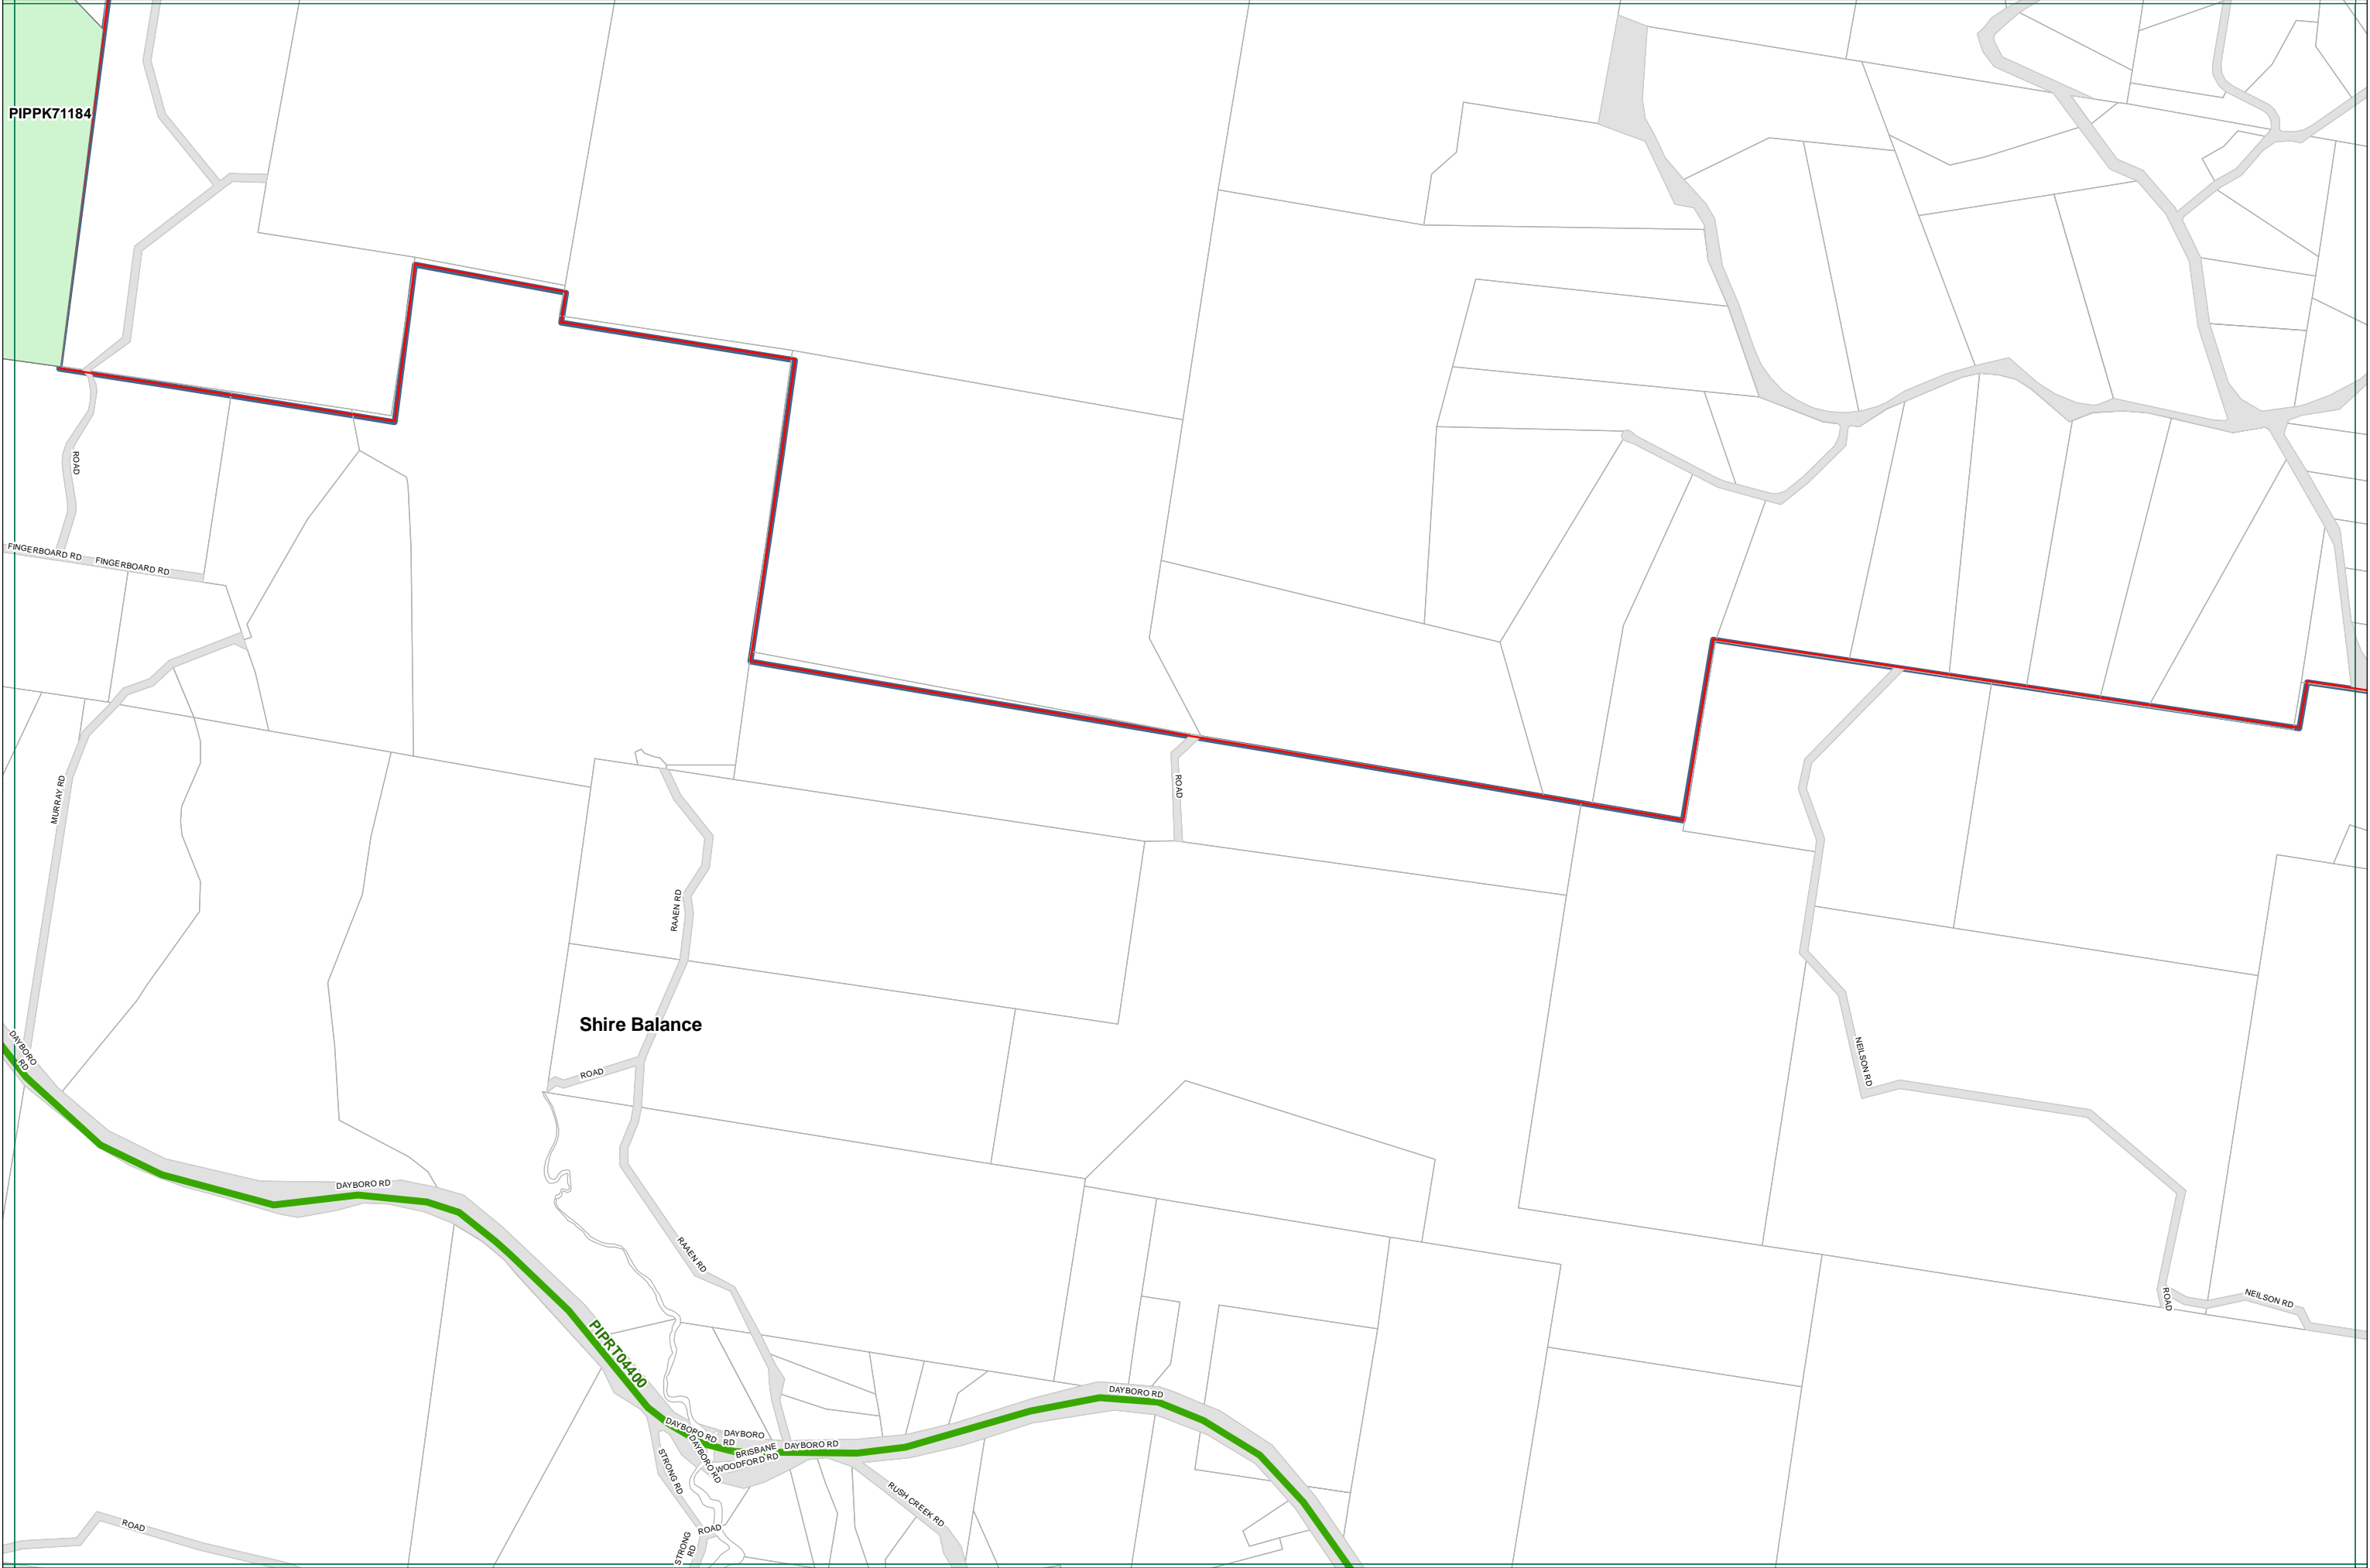 PIPPK71184
ROAD
FINGERBOARD RD
FINGERBOARD RD
MURRAY RD
ROAD
RAAEN RD
Shire Balance
DAYBORO
RD
ROAD
NEILSON RD
DAYBORO RD
RAAEN RD
ROAD
NEILSON RD
PIPRT04400
DAYBORO RD
DAYBORO RD
DAYBORO
RD
DAYBORO RD
BRISBANE
WOODFORD RD
DAYBORO RD
STRONG RD
RUSH CREEK RD
ROAD
ROAD
STRONG
RD